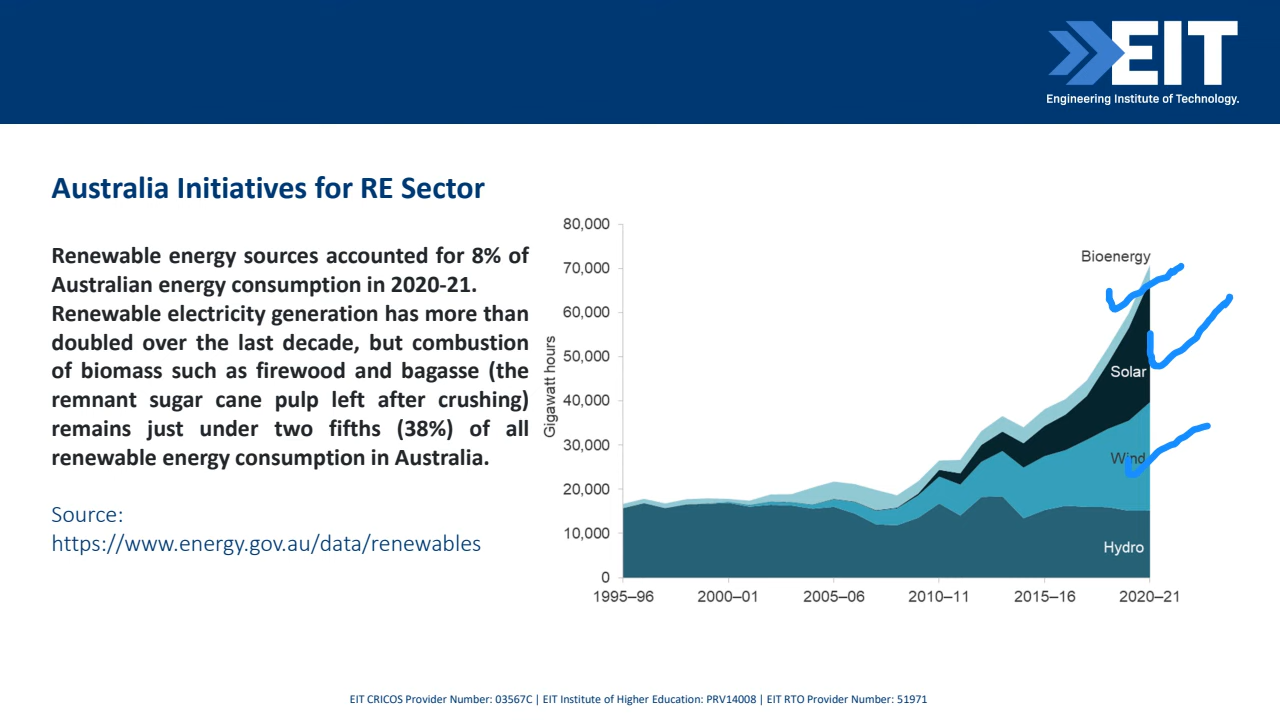 EIT
Engineering Institute of Technology.
Australia Initiatives for RE Sector
Renewable energy sources accounted for 8% of
Australian energy consumption in 2020-21.
Renewable electricity generation has more than
doubled over the last decade, but combustion
of biomass such as firewood and bagasse (the
remnant sugar cane pulp left after crushing)
remains just under two fifths (38%) of all
renewable energy consumption in Australia.
Source:
https://www.energy.gov.au/data/renewables
Gigawatt hours
80,000
70,000
60,000
50,000
40,000
30,000
20,000
10,000
0
Bioenergy
Solar
Wind
Hydro
1995–96
2000–01
2005–06
2010–11
2015–16
2020–21
EIT CRICOS Provider Number: 03567C | EIT Institute of Higher Education: PRV14008 | EIT RTO Provider Number: 51971